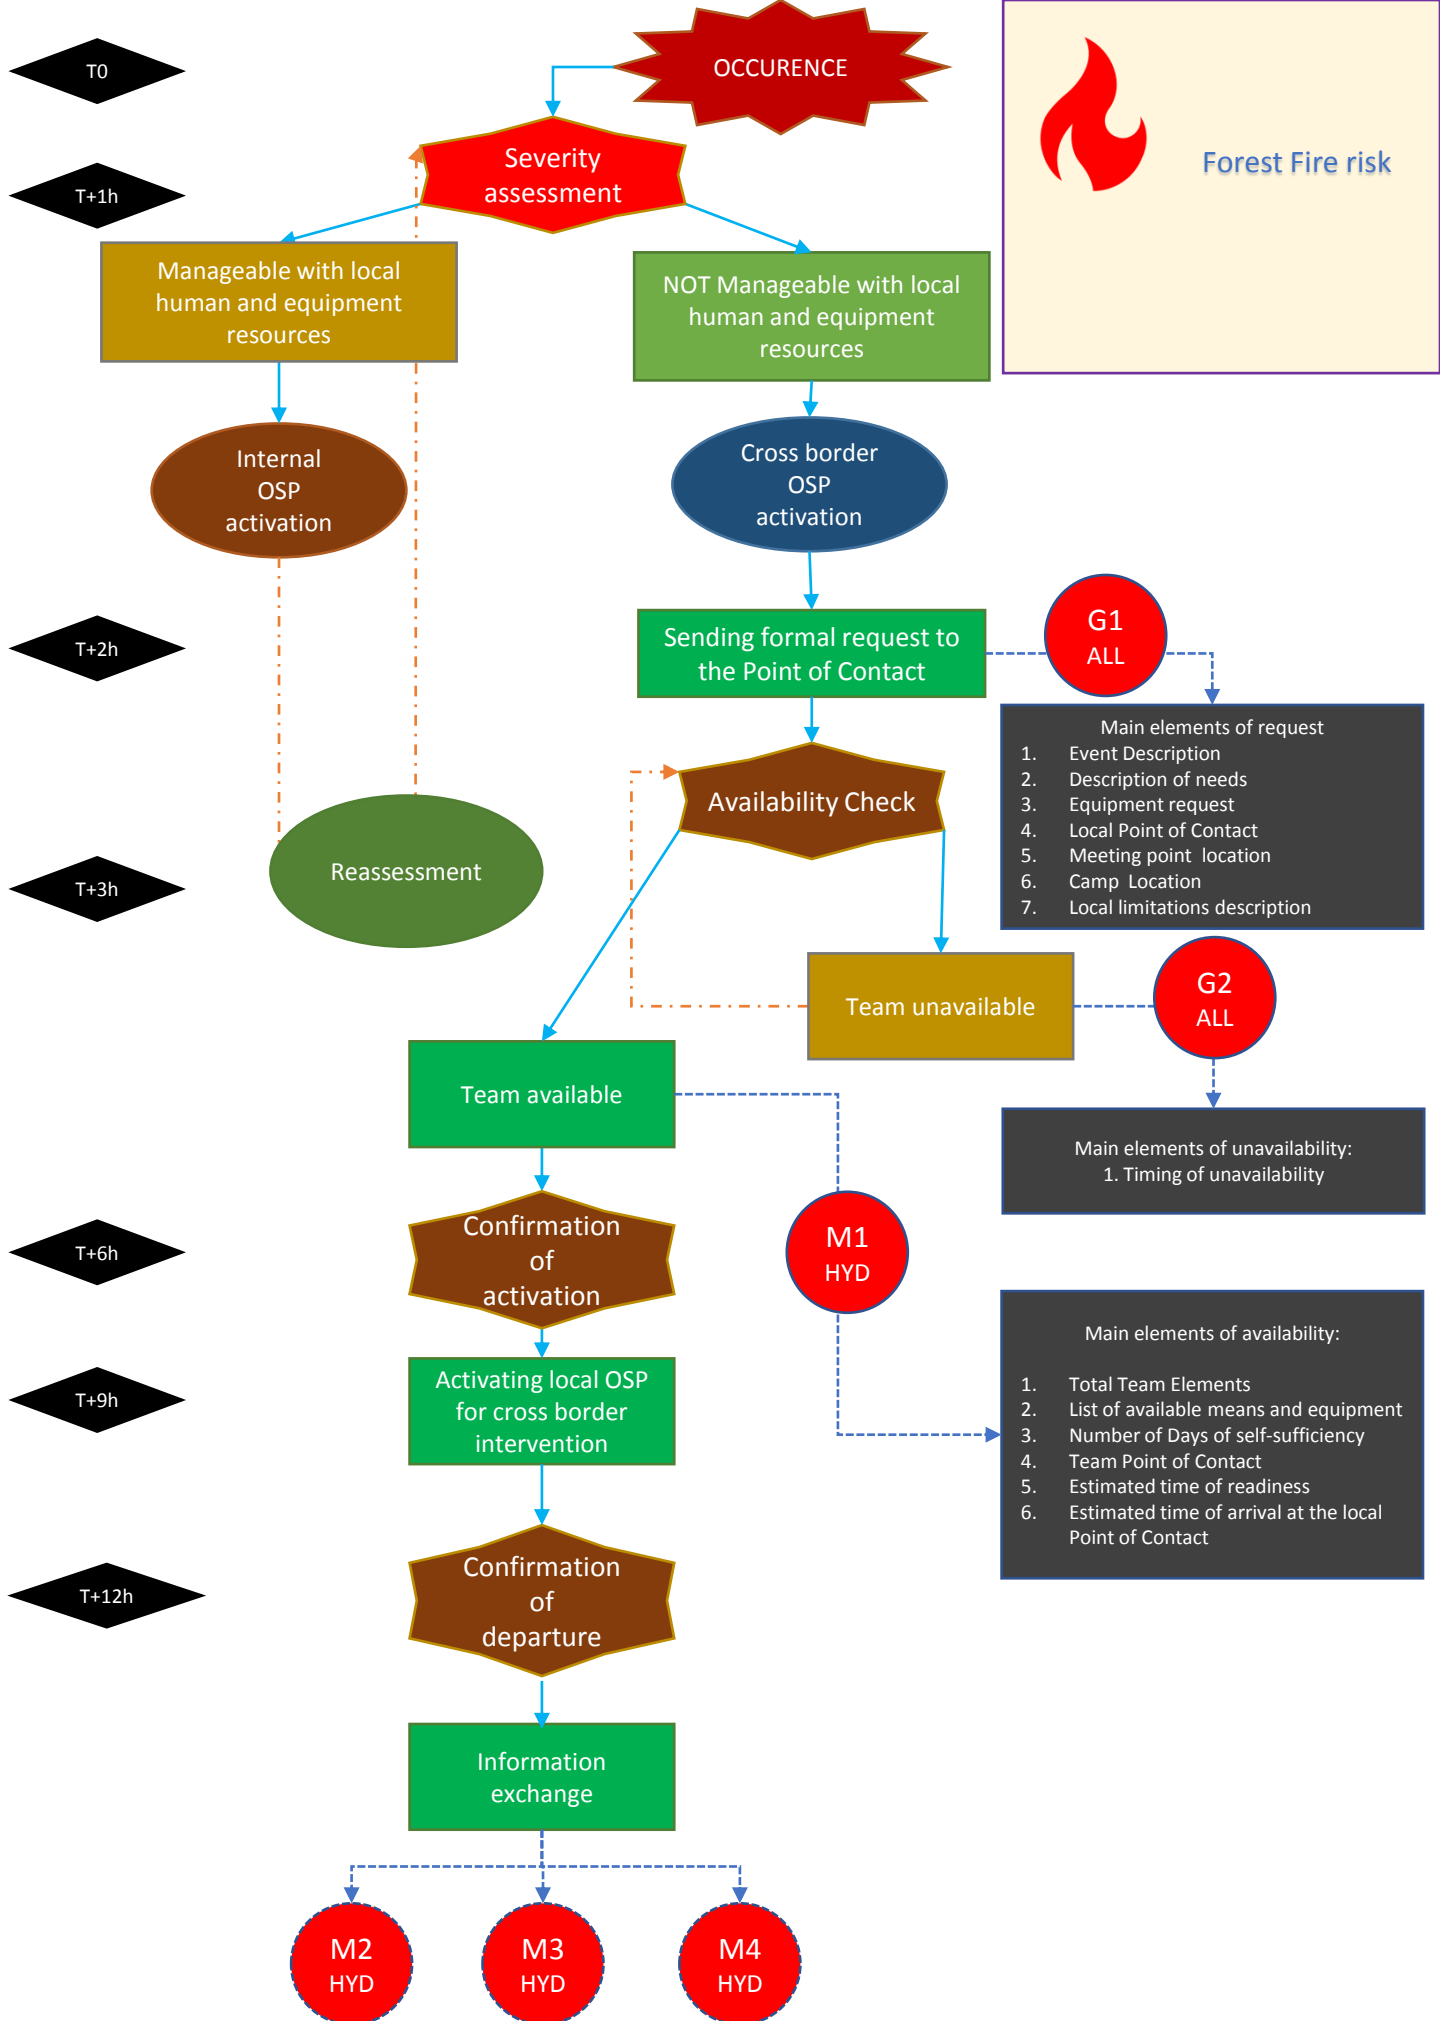 T0
OCCURENCE
Forest Fire risk
Severity
assessment
T+1h
Manageable with local
human and equipment
resources
NOT Manageable with local
human and equipment
resources
Internal
OSP
activation
Cross border
OSP
activation
T+2h
Sending formal request to
the Point of Contact
G1
ALL
Main elements of request
1. Event Description
2. Description of needs
3. Equipment request
4. Local Point of Contact
5. Meeting point location
6. Camp Location
7. Local limitations description
Availability Check
T+3h
Reassessment
Team unavailable
G2
ALL
Main elements of unavailability:
1. Timing of unavailability
Team available
T+6h
Confirmation
of
activation
M1
HYD
Main elements of availability:
1. Total Team Elements
2. List of available means and equipment
3. Number of Days of self-sufficiency
4. Team Point of Contact
5. Estimated time of readiness
6. Estimated time of arrival at the local
Point of Contact
T+9h
Activating local OSP
for cross border
intervention
T+12h
Confirmation
of
departure
Information
exchange
M2
HYD
M3
HYD
M4
HYD